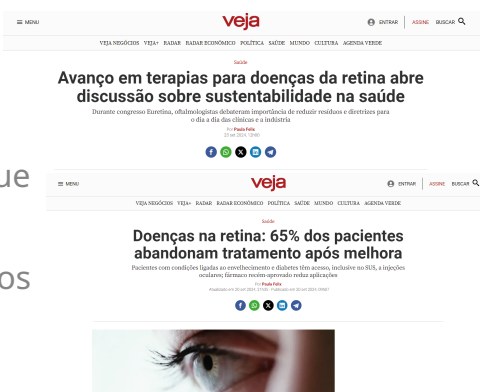 ≡ MENU
veja
ENTRAR
ASSINE
BUSCAR
VEJA NEGÓCIOS VEJA+ RADAR RADAR ECONÔMICO POLÍTICA SAÚDE MUNDO CULTURA AGENDA VERDE
Saúde
Avanço em terapias para doenças da retina abre
discussão sobre sustentabilidade na saúde
Durante congresso Euretina, oftalmologistas debateram importância de reduzir resíduos e diretrizes para
o dia a dia das clínicas e a indústria
Por Paula Felix
23 set 2024, 12h00
ue
os
≡ MENU
veja
ENTRAR
ASSINE
BUSCAR
VEJA NEGÓCIOS VEJA+ RADAR RADAR ECONÔMICO POLÍTICA SAÚDE MUNDO CULTURA AGENDA VERDE
Saúde
Doenças na retina: 65% dos pacientes
abandonam tratamento após melhora
Pacientes com condições ligadas ao envelhecimento e diabetes têm acesso, inclusive no SUS, a injeções
oculares; fármaco recém-aprovado reduz aplicações
Por Paula Felix